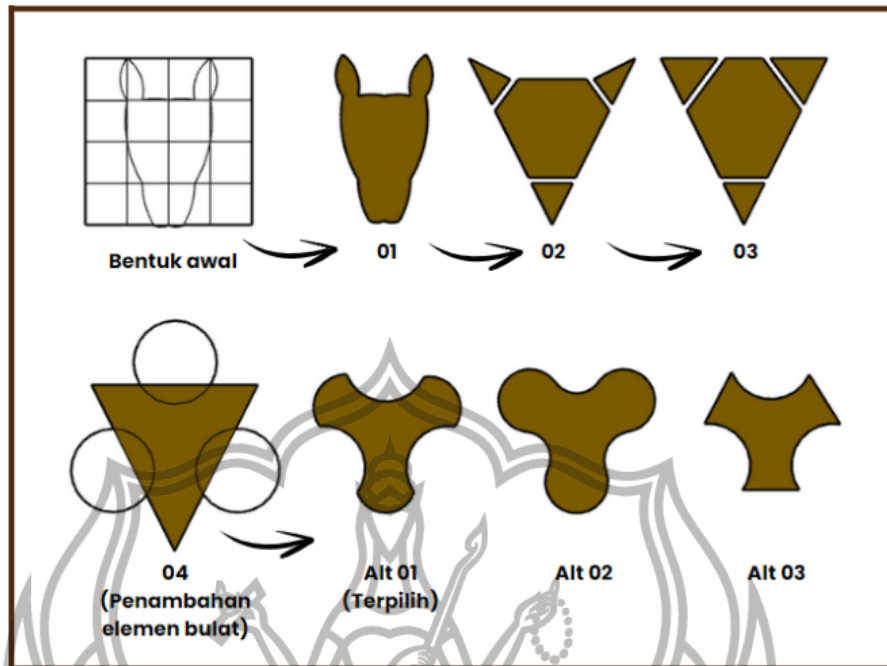 Bentuk awal
01
02
03
04
(Penambahan
elemen bulat)
Alt 01
(Terpilih)
Alt 02
Alt 03